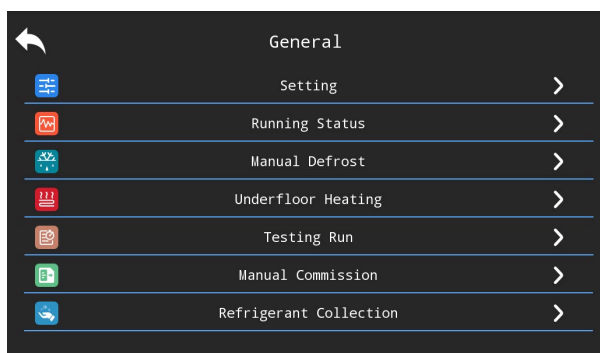 General
Setting
Running Status
Manual Defrost
Underfloor Heating
Testing Run
Manual Commission
Refrigerant Collection